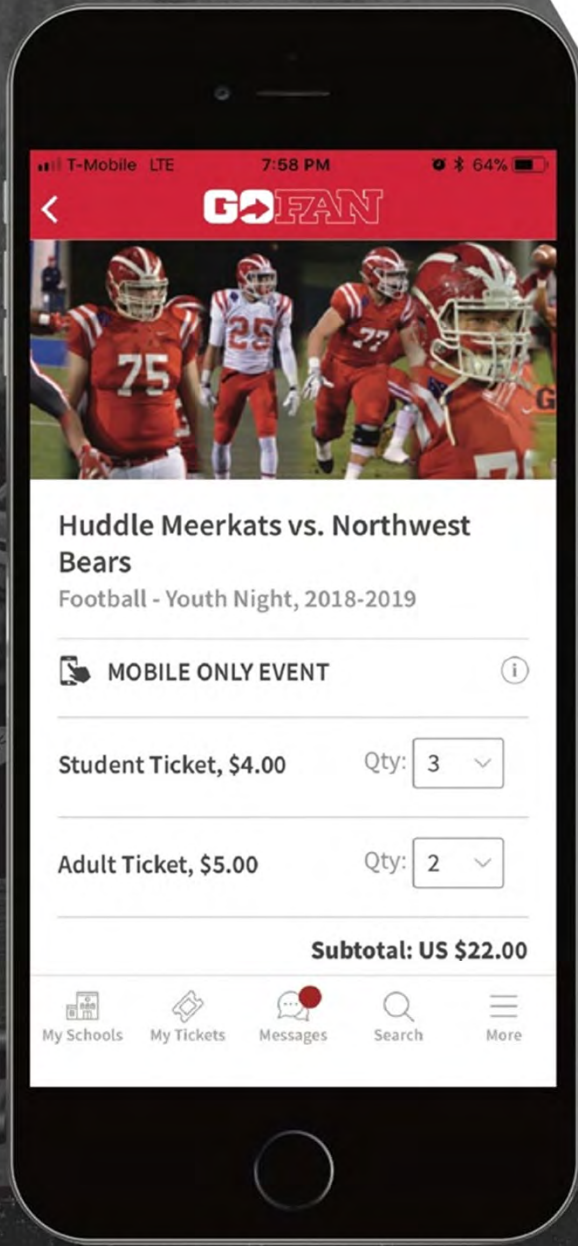 T-Mobile LTE 7:58 PM 64%
GOFAN
75
25
77
G
Huddle Meerkats vs. Northwest
Bears
Football - Youth Night, 2018-2019
MOBILE ONLY EVENT
i
Student Ticket, $4.00 Qty: 3
Adult Ticket, $5.00 Qty: 2
Subtotal: US $22.00
My Schools My Tickets Messages Search More